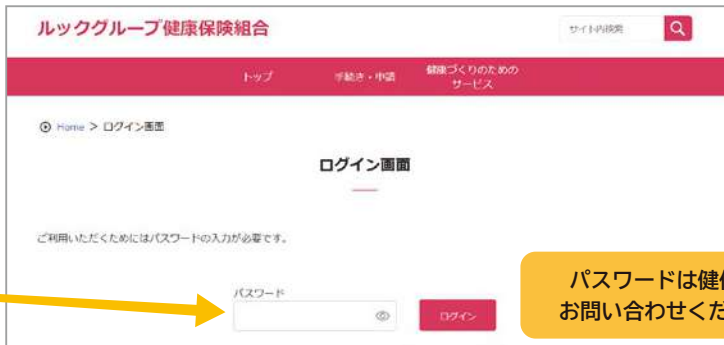 ルックグループ健康保険組合
サイト内検索
トップ
手続き・申請
健康づくりのための
サービス
Home > ログイン画面
ログイン画面
ご利用いただくためにはパスワードの入力が必要です。
パスワード
ログイン
パスワードは健
お問い合わせくだ